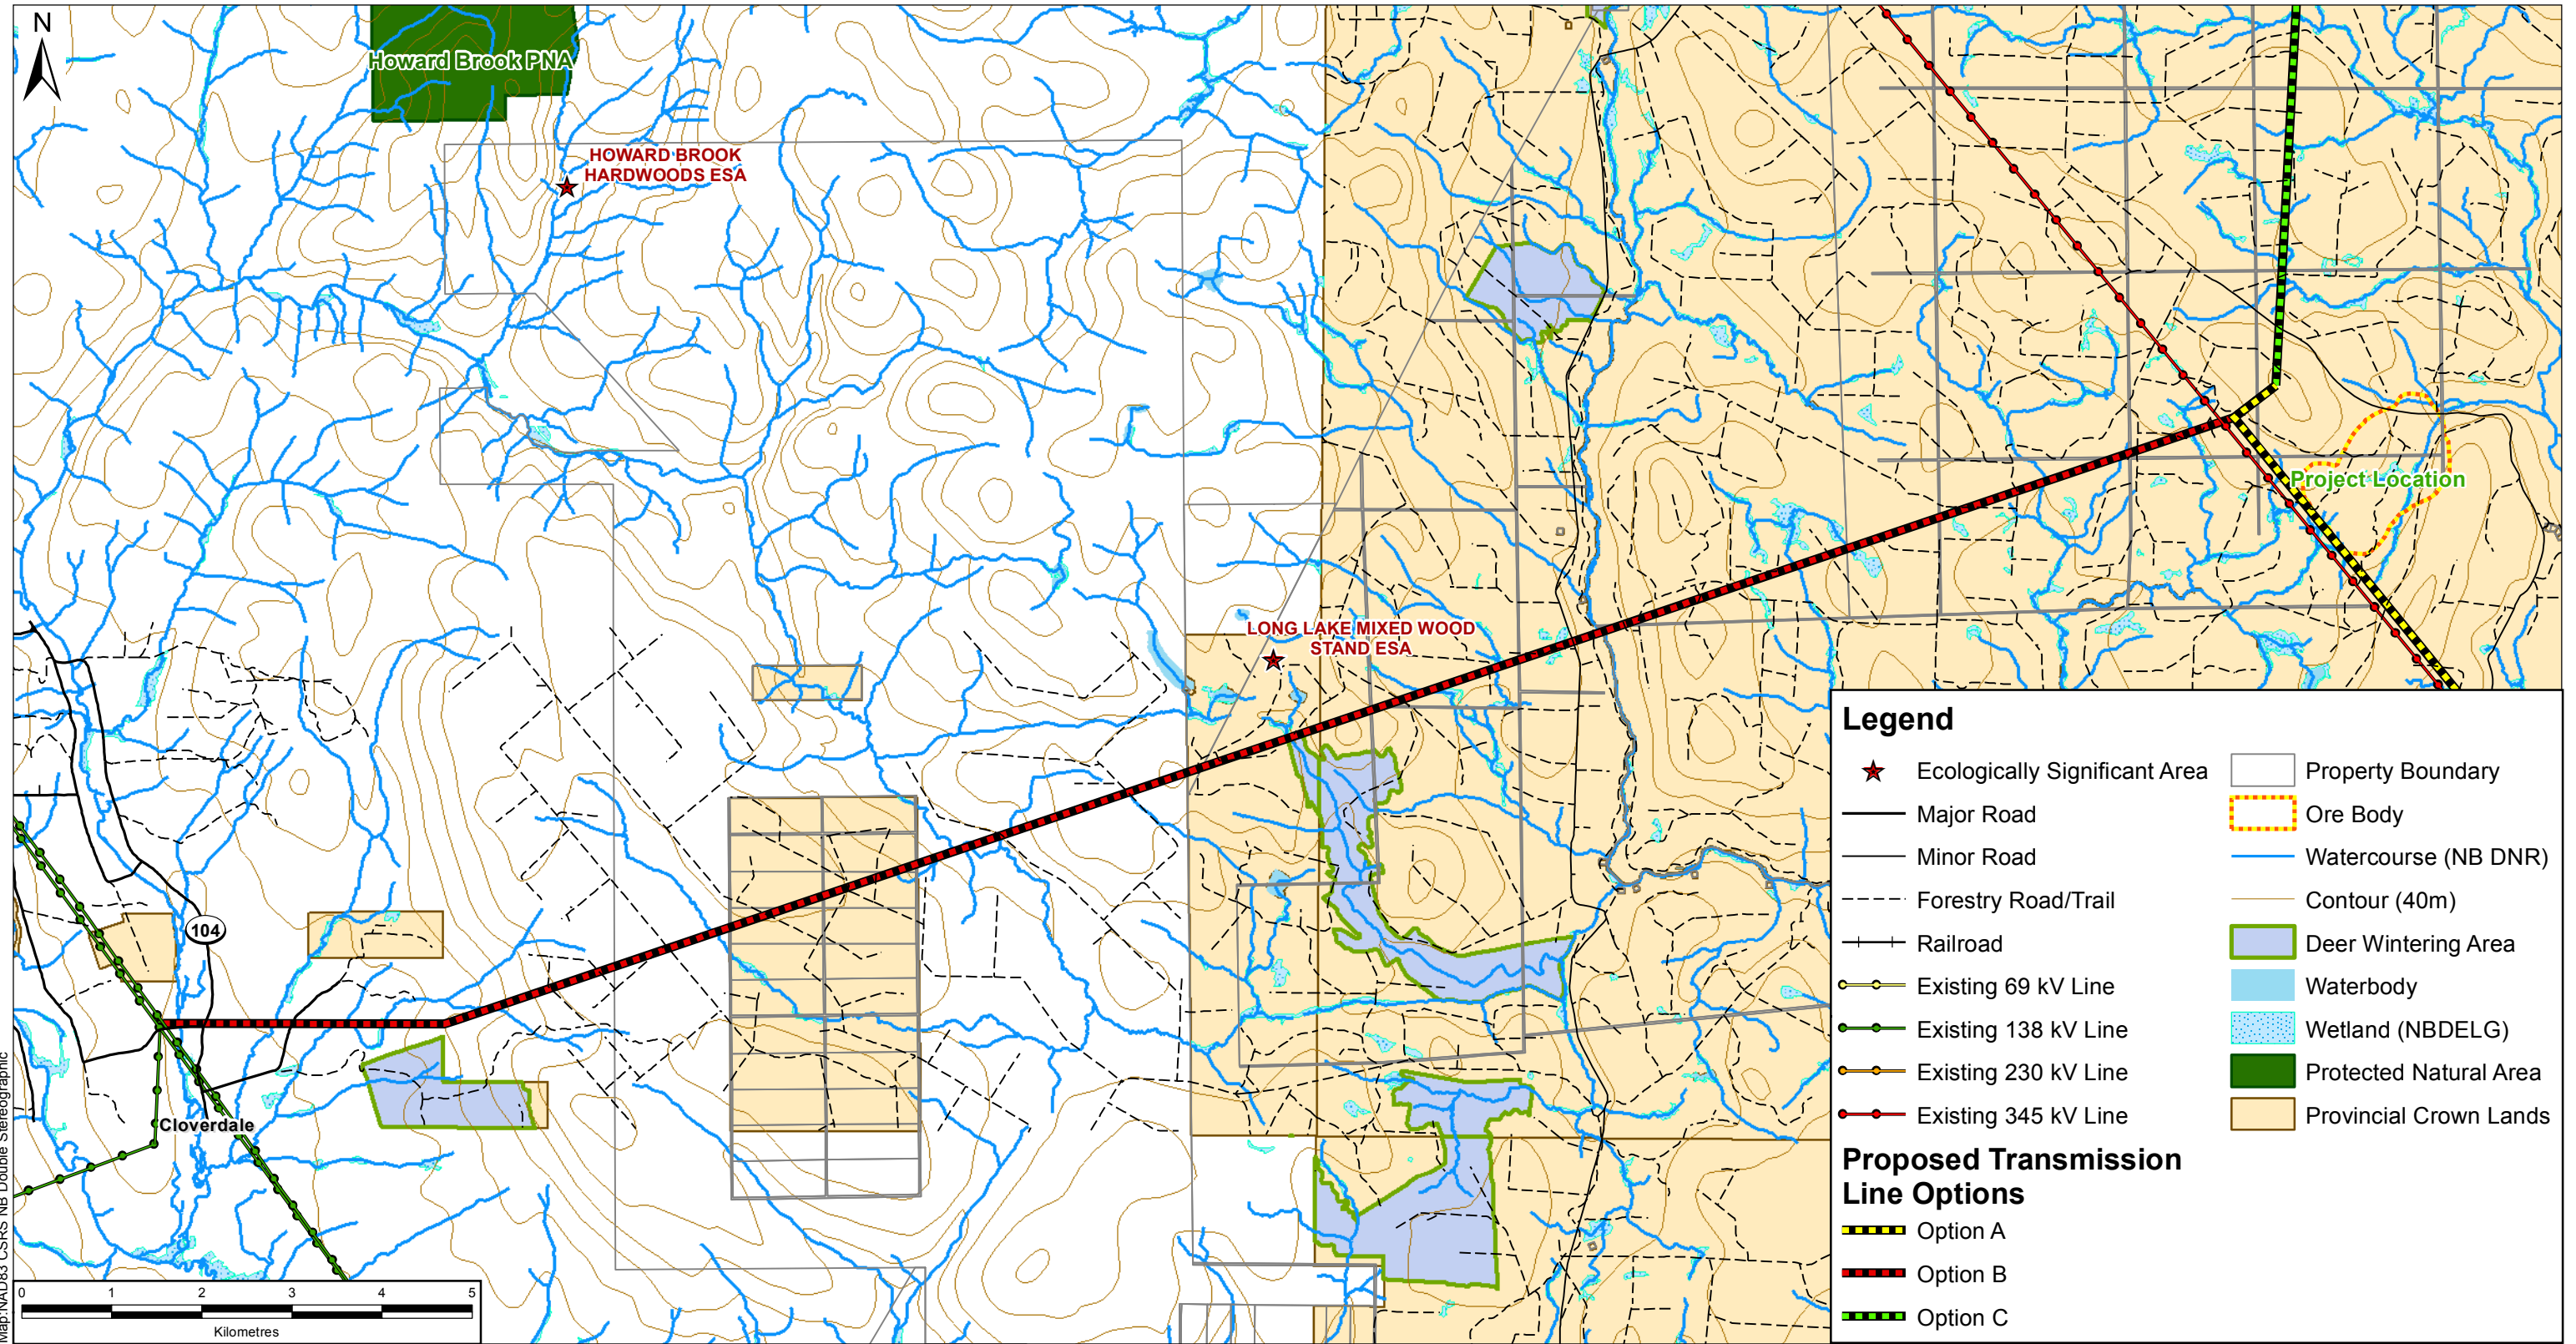 N
Howard Brook PNA
HOWARD BROOK
HARDWOODS ESA
Project Location
LONG LAKE MIXED WOOD
STAND ESA
104
Cloverdale
Legend
Ecologically Significant Area
Major Road
Minor Road
Forestry Road/Trail
Railroad
Existing 69 kV Line
Existing 138 kV Line
Existing 230 kV Line
Existing 345 kV Line
Property Boundary
Ore Body
Watercourse (NB DNR)
Contour (40m)
Deer Wintering Area
Waterbody
Wetland (NBDELG)
Protected Natural Area
Provincial Crown Lands
Proposed Transmission
Line Options
Option A
Option B
Option C
0 1 2 3 4 5
Kilometres
Map:NAD83 CSRS NB Double Stereographic